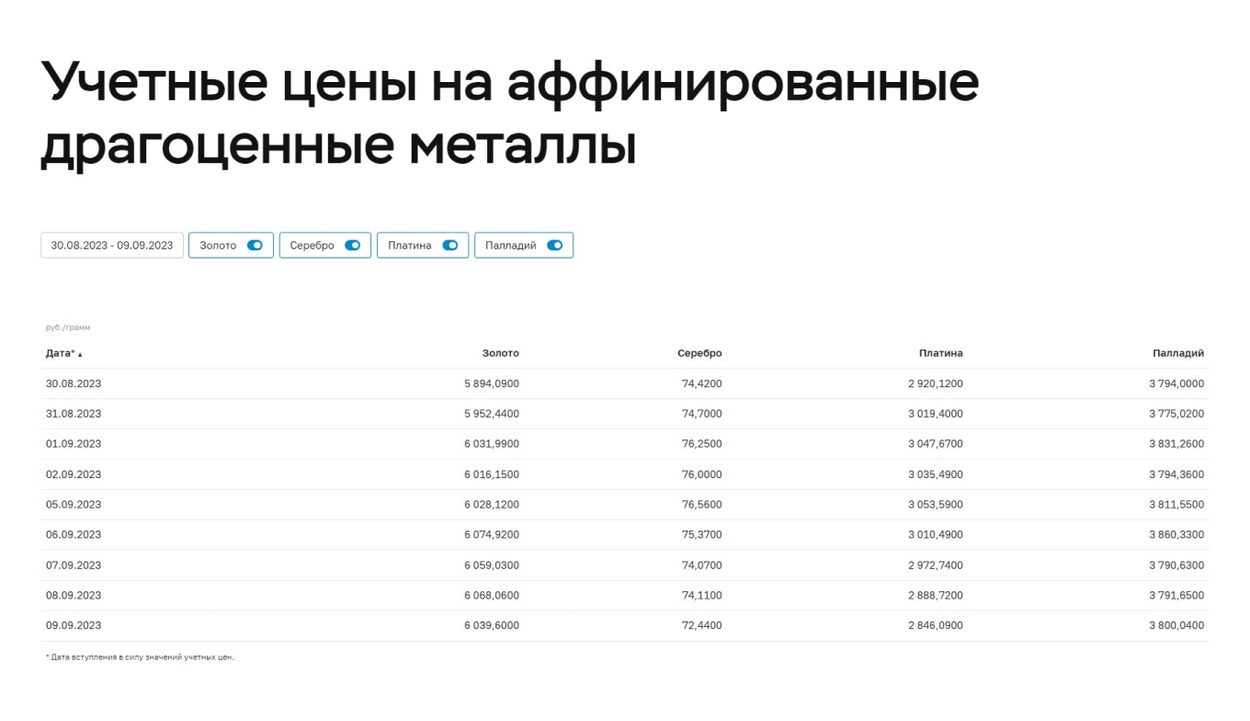 Учетные цены на аффинированные
драгоценные металлы
30.08.2023 - 09.09.2023 Золото Серебро Платина Палладий
руб./грамм
Дата* ▲ Золото Серебро Платина Палладий
30.08.2023 5 894,0900 74,4200 2 920,1200 3 794,0000
31.08.2023 5 952,4400 74,7000 3 019,4000 3 775,0200
01.09.2023 6 031,9900 76,2500 3 047,6700 3 831,2600
02.09.2023 6 016,1500 76,0000 3 035,4900 3 794,3600
05.09.2023 6 028,1200 76,5600 3 053,5900 3 811,5500
06.09.2023 6 074,9200 75,3700 3 010,4900 3 860,3300
07.09.2023 6 059,0300 74,0700 2 972,7400 3 790,6300
08.09.2023 6 068,0600 74,1100 2 888,7200 3 791,6500
09.09.2023 6 039,6000 72,4400 2 846,0900 3 800,0400
* Дата вступления в силу значений учетных цен.